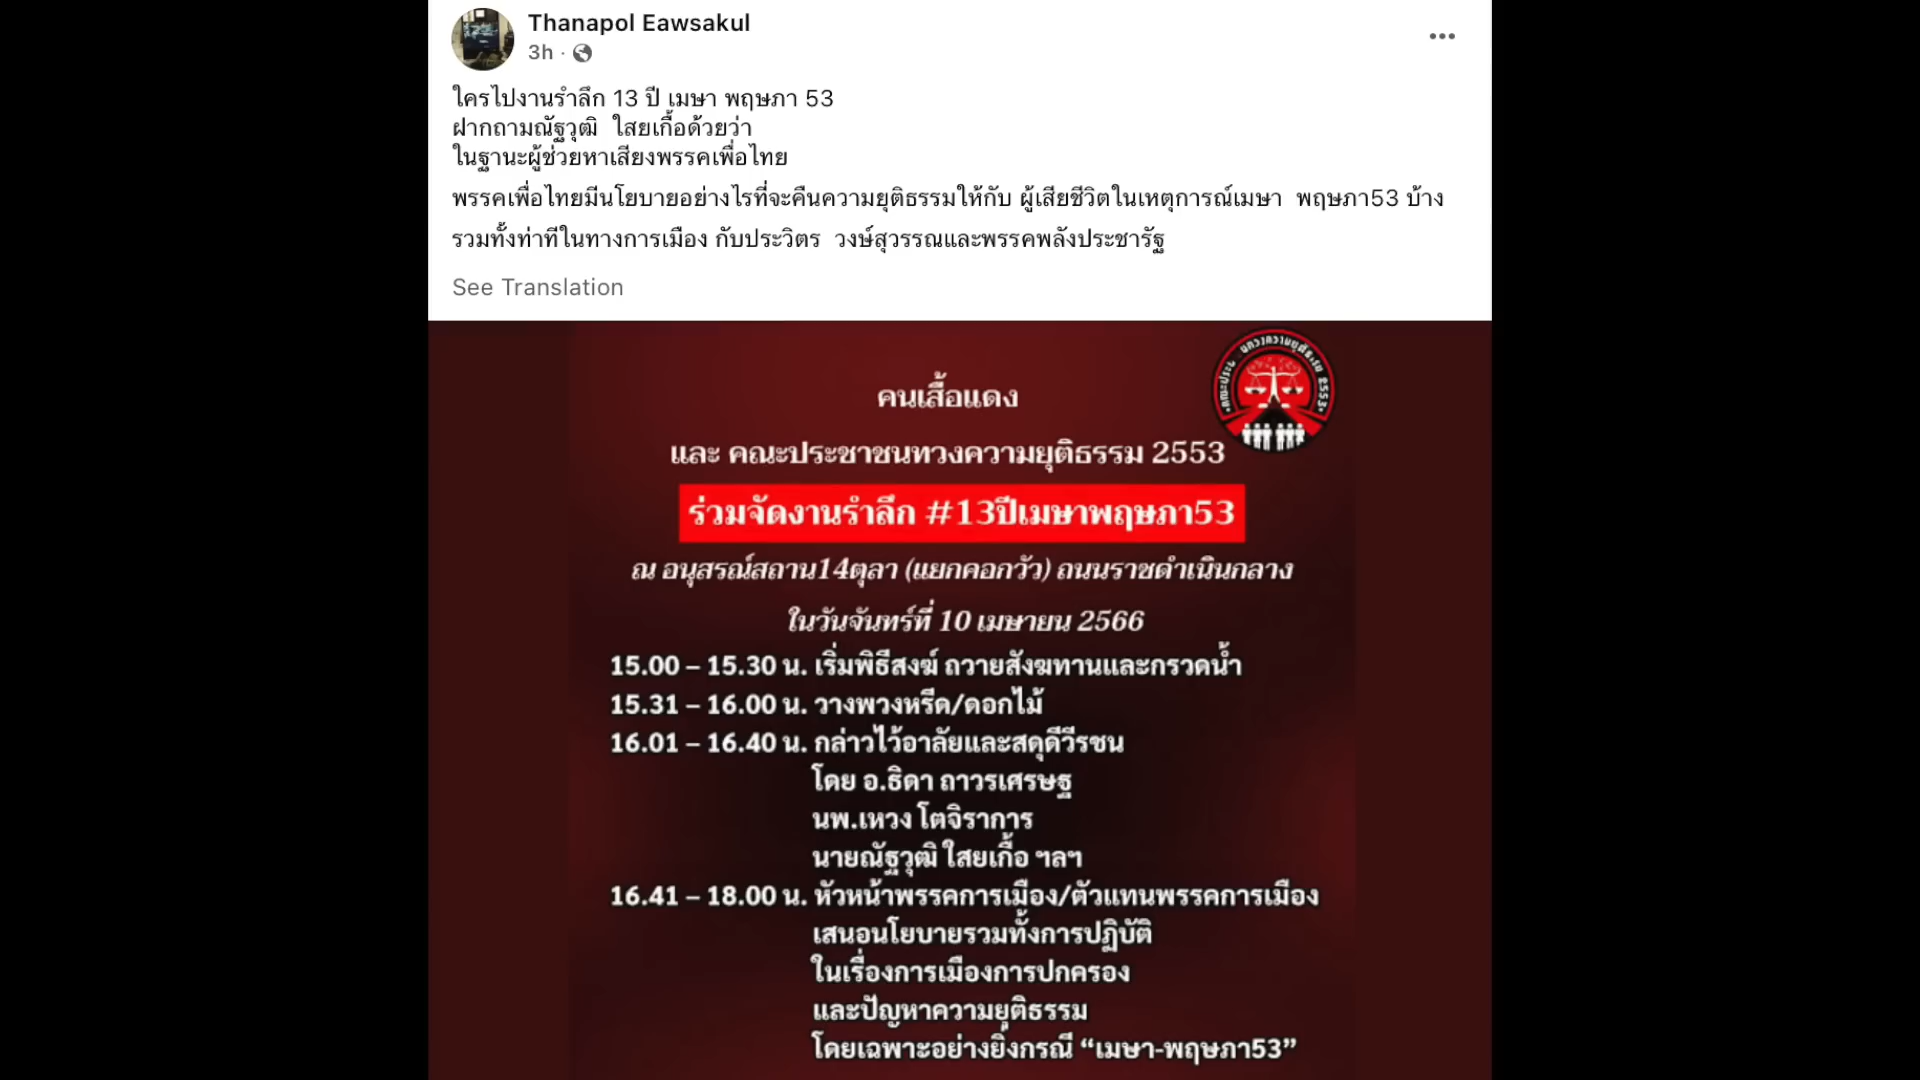 Thanapol Eawsakul
3h ·
ใครไปงานรำลึก 13 ปี เมษา พฤษภา 53
ฝากถามณัฐวุฒิ ใสยเกื้อด้วยว่า
ในฐานะผู้ช่วยหาเสียงพรรคเพื่อไทย
พรรคเพื่อไทยมีนโยบายอย่างไรที่จะคืนความยุติธรรมให้กับ ผู้เสียชีวิตในเหตุการณ์เมษา พฤษภา53 บ้าง
รวมทั้งท่าทีในทางการเมือง กับประวิตร วงษ์สุวรรณและพรรคพลังประชารัฐ
See Translation
คนเสื้อแดง
และ คณะประชาชนทวงความยุติธรรม 2553
ร่วมจัดงานรำลึก #13ปีเมษาพฤษภา53
ณ อนุสรณ์สถาน14ตุลา (แยกคอกวัว) ถนนราชดำเนินกลาง
ในวันจันทร์ที่ 10 เมษายน 2566
15.00 – 15.30 น. เริ่มพิธีสงฆ์ ถวายสังฆทานและกรวดน้ำ
15.31 – 16.00 น. วางพวงหรีด/ดอกไม้
16.01 – 16.40 น. กล่าวไว้อาลัยและสดุดีวีรชน
โดย อ.ธิดา ถาวรเศรษฐ
นพ.เหวง โตจิราการ
นายณัฐวุฒิ ใสยเกื้อ ฯลฯ
16.41 – 18.00 น. หัวหน้าพรรคการเมือง/ตัวแทนพรรคการเมือง
เสนอนโยบายรวมทั้งการปฏิบัติ
ในเรื่องการเมืองการปกครอง
และปัญหาความยุติธรรม
โดยเฉพาะอย่างยิ่งกรณี “เมษา-พฤษภา53”